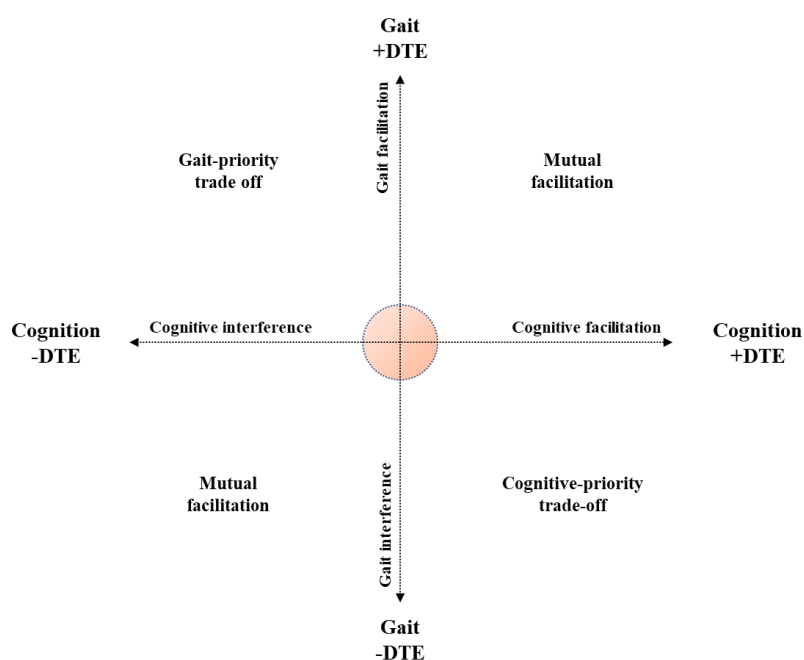 Gait
+DTE
Gait facilitation
Gait-priority
trade off
Mutual
facilitation
Cognition
-DTE
Cognitive interference
Cognitive facilitation
Cognition
+DTE
Mutual
facilitation
Gait interference
Cognitive-priority
trade-off
Gait
-DTE